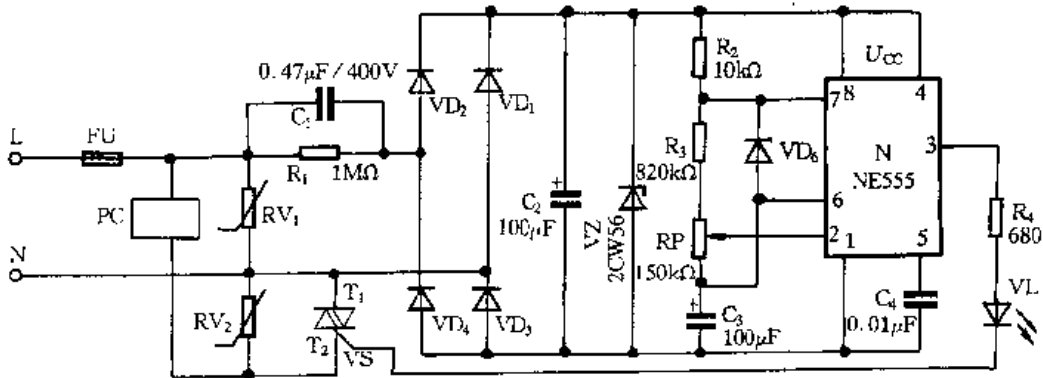 L
FU
PC
N
RV₁
RV₂
0.47μF/400V
C₁
R₁
1MΩ
T₁
T₂
VS
VD₂
VD₁
VD₄
VD₃
C₂
100μF
VZ
2CW56
R₂
10kΩ
R₃
820kΩ
RP
150kΩ
C₃
100μF
VD₆
U_CC
7
8
4
N
NE555
3
6
2
1
5
C₄
0.01μF
R₄
680
VL